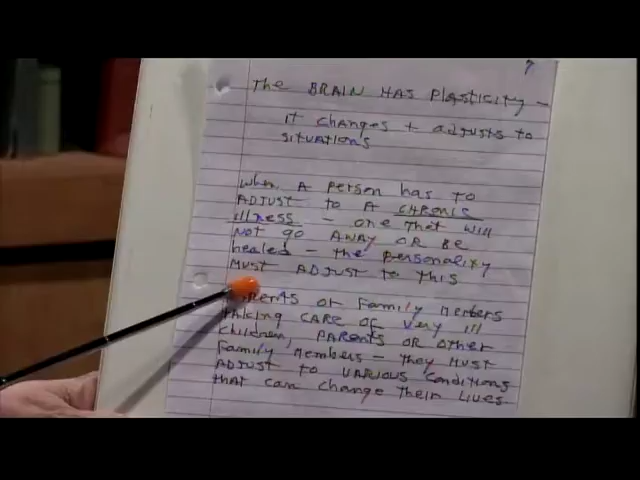 7
The BRAIN HAS PlASticity -
it changes + adjusts to
situations
When A person has to
ADJUST to A CHRONIC
illness - one that will
Not go AWAY OR Be
healed - the personality
MUST ADJUST to this
or Family Members
taking CARE OF very ill
children, PARENTS OR other
Family Members - they MUST
ADJUST to VARIOUS conditions
that can change their Lives